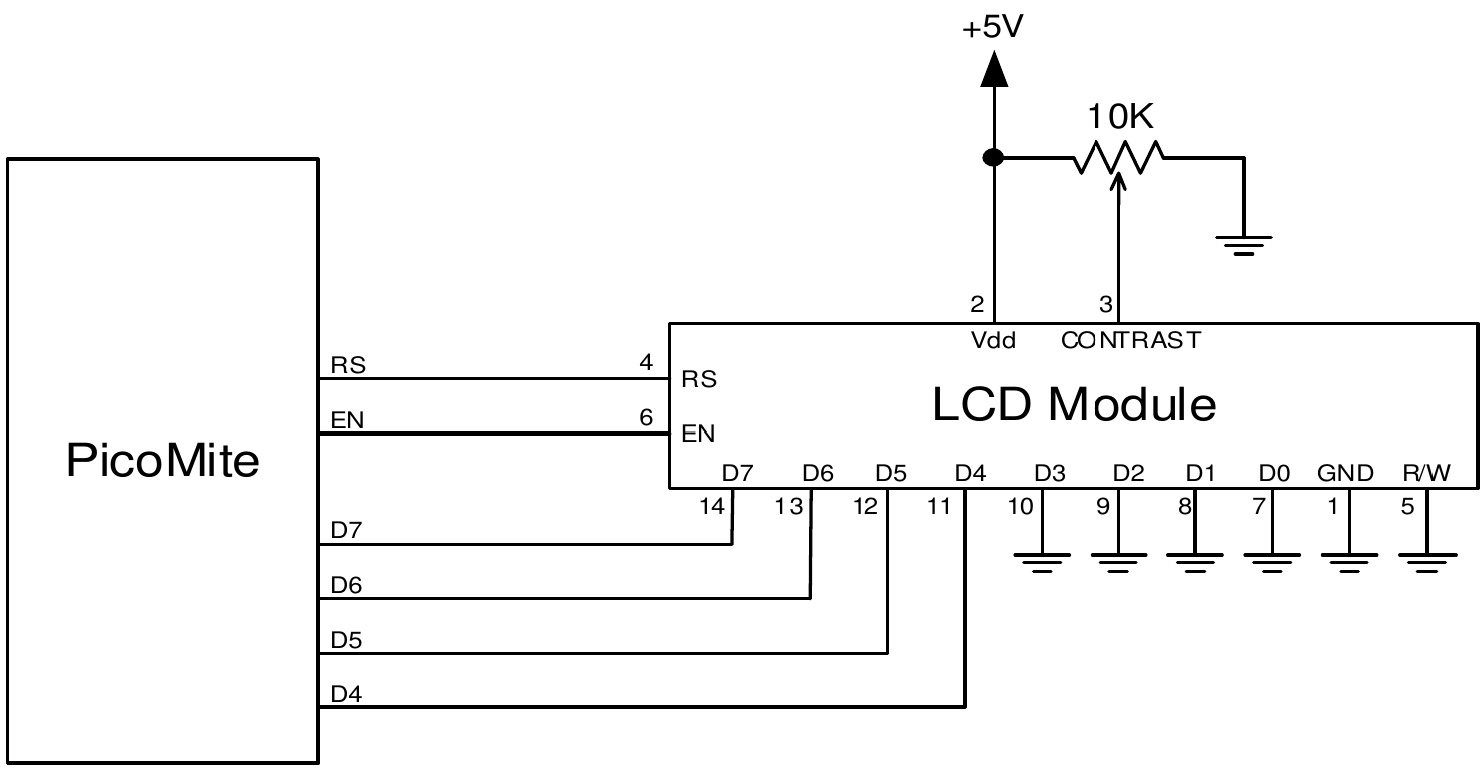 +5V
10K
2 3
Vdd CONTRAST
RS 4 RS
LCD Module
EN 6 EN
PicoMite
D7 D6 D5 D4 D3 D2 D1 D0 GND R/W
14 13 12 11 10 9 8 7 1 5
D7
D6
D5
D4